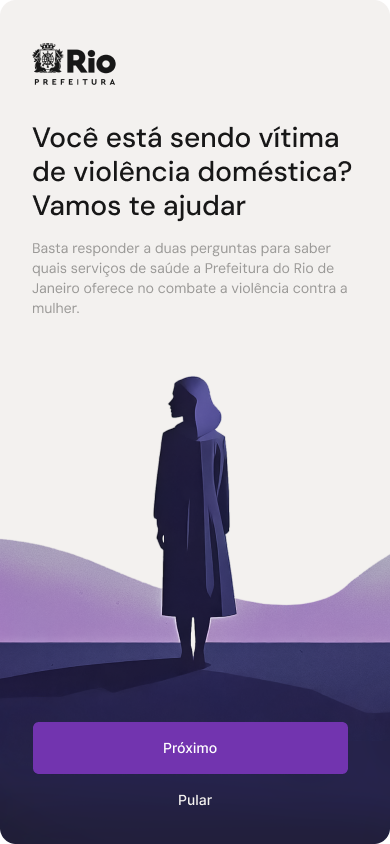 Rio
PREFEITURA
Você está sendo vítima
de violência doméstica?
Vamos te ajudar
Basta responder a duas perguntas para saber
quais serviços de saúde a Prefeitura do Rio de
Janeiro oferece no combate a violência contra a
mulher.
Próximo
Pular